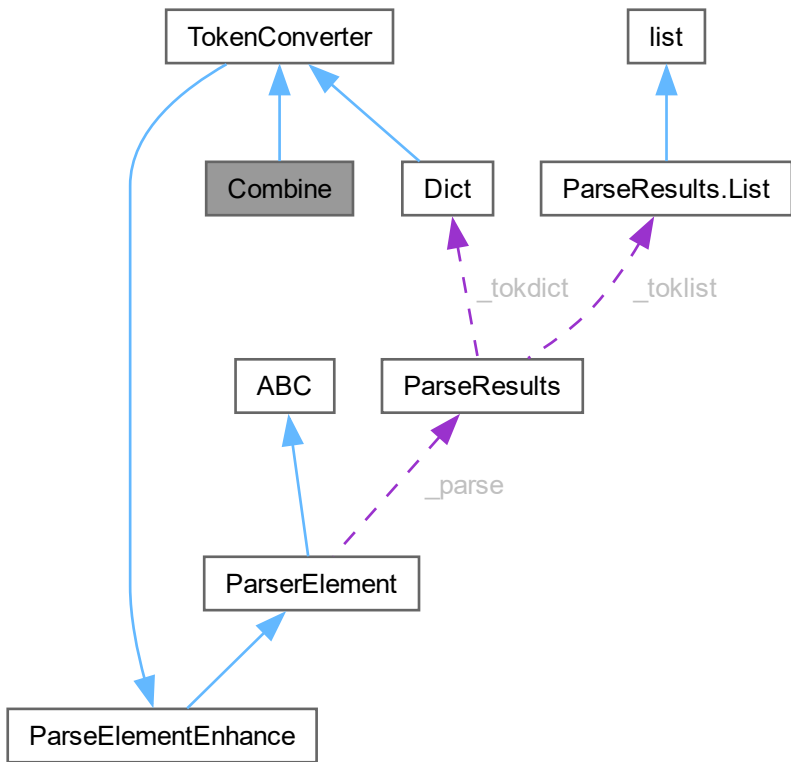 TokenConverter
list
Combine
Dict
ParseResults.List
_tokdict
_toklist
ABC
ParseResults
_parse
ParserElement
ParseElementEnhance